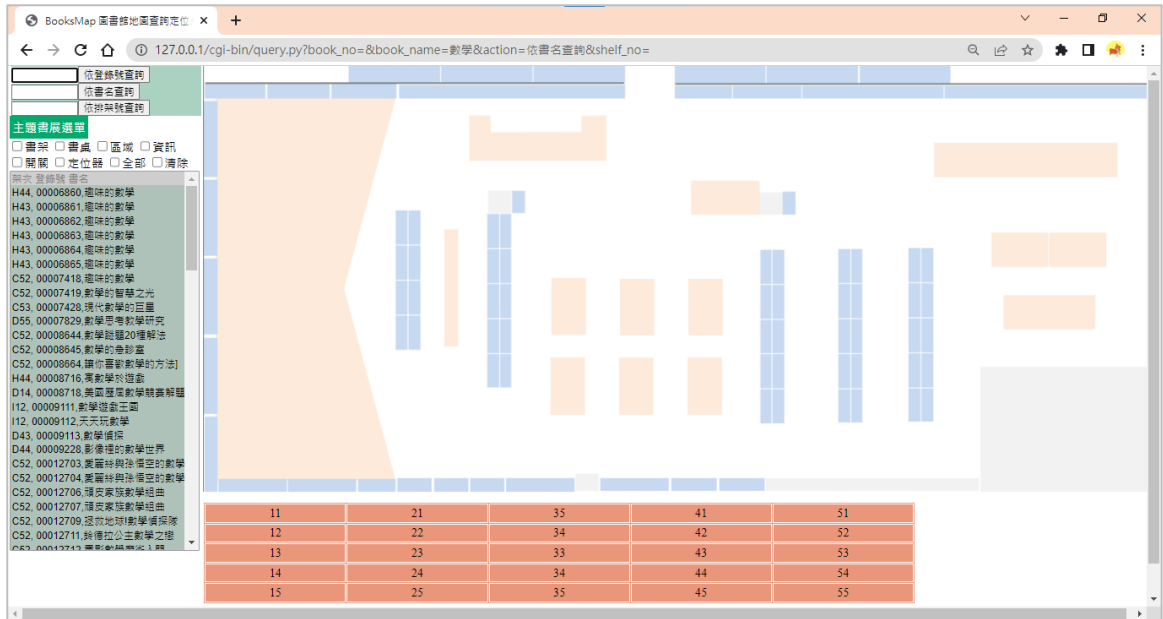 BooksMap 圖書館地圖查詢定位
127.0.0.1/cgi-bin/query.py?book_no=&book_name=數學&action=依書名查詢&shelf_no=
依登錄號查詢
依書名查詢
依排架號查詢
主題書展選單
書架 書桌 區域 資訊
開關 定位器 全部 清除
架次 登錄號 書名
H44, 00006860,趣味的數學
H43, 00006861,趣味的數學
H43, 00006862,趣味的數學
H43, 00006863,趣味的數學
H43, 00006864,趣味的數學
H43, 00006865,趣味的數學
C52, 00007418,趣味的數學
C52, 00007419,數學的智慧之光
C53, 00007428,現代數學的巨星
D55, 00007829,數學思考教學研究
C52, 00008644,數學謎題20種解法
C52, 00008645,數學的急診室
C52, 00008664,讓你喜歡數學的方法]
H44, 00008716,寓數學於遊戲
D14, 00008718,美國歷屆數學競賽解題
I12, 00009111,數學遊戲王國
I12, 00009112,天天玩數學
D43, 00009113,數學偵探
D44, 00009228,影像裡的數學世界
C52, 00012703,愛麗絲與孫悟空的數學
C52, 00012704,愛麗絲與孫悟空的數學
C52, 00012706,頑皮家族數學組曲
C52, 00012707,頑皮家族數學組曲
C52, 00012709,拯救地球!數學偵探隊
C52, 00012711,玲德拉公主數學之戀
11 21 35 41 51
12 22 34 42 52
13 23 33 43 53
14 24 34 44 54
15 25 35 45 55